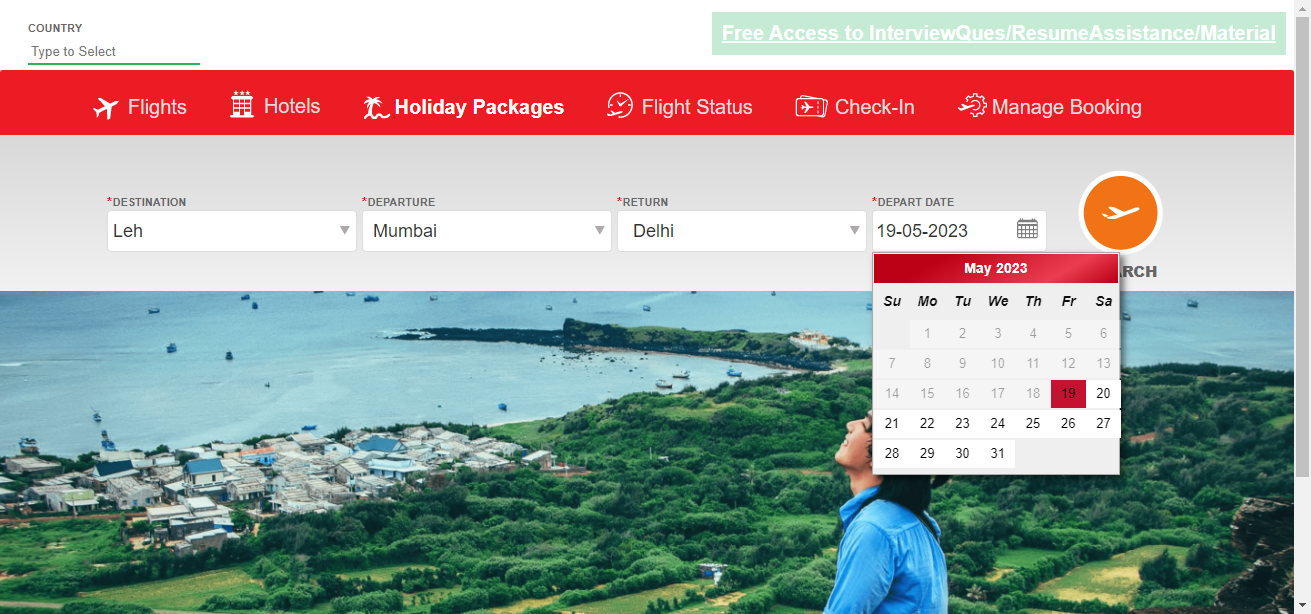 COUNTRY
Type to Select
Free Access to InterviewQues/ResumeAssistance/Material
Flights Hotels Holiday Packages Flight Status Check-In Manage Booking
*DESTINATION *DEPARTURE *RETURN *DEPART DATE
Leh Mumbai Delhi 19-05-2023
RCH
May 2023
Su Mo Tu We Th Fr Sa
1 2 3 4 5 6
7 8 9 10 11 12 13
14 15 16 17 18 19 20
21 22 23 24 25 26 27
28 29 30 31